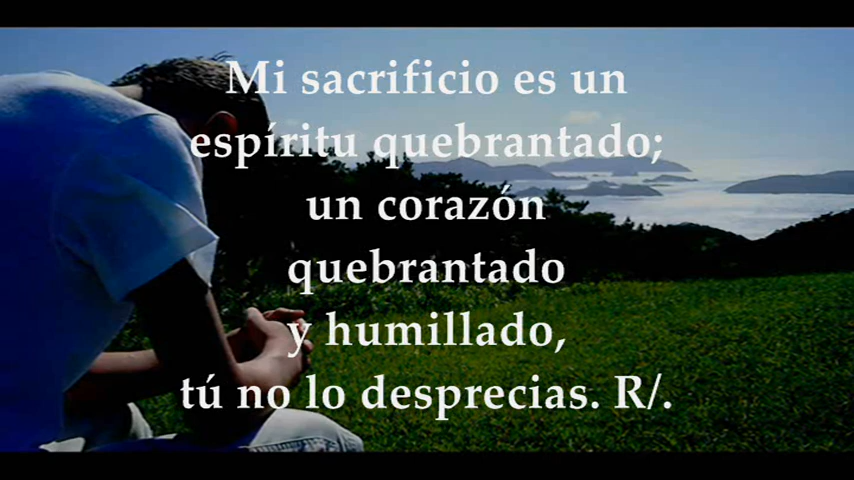 Mi sacrificio es un
espíritu quebrantado;
un corazón
quebrantado
y humillado,
tú no lo desprecias. R/.